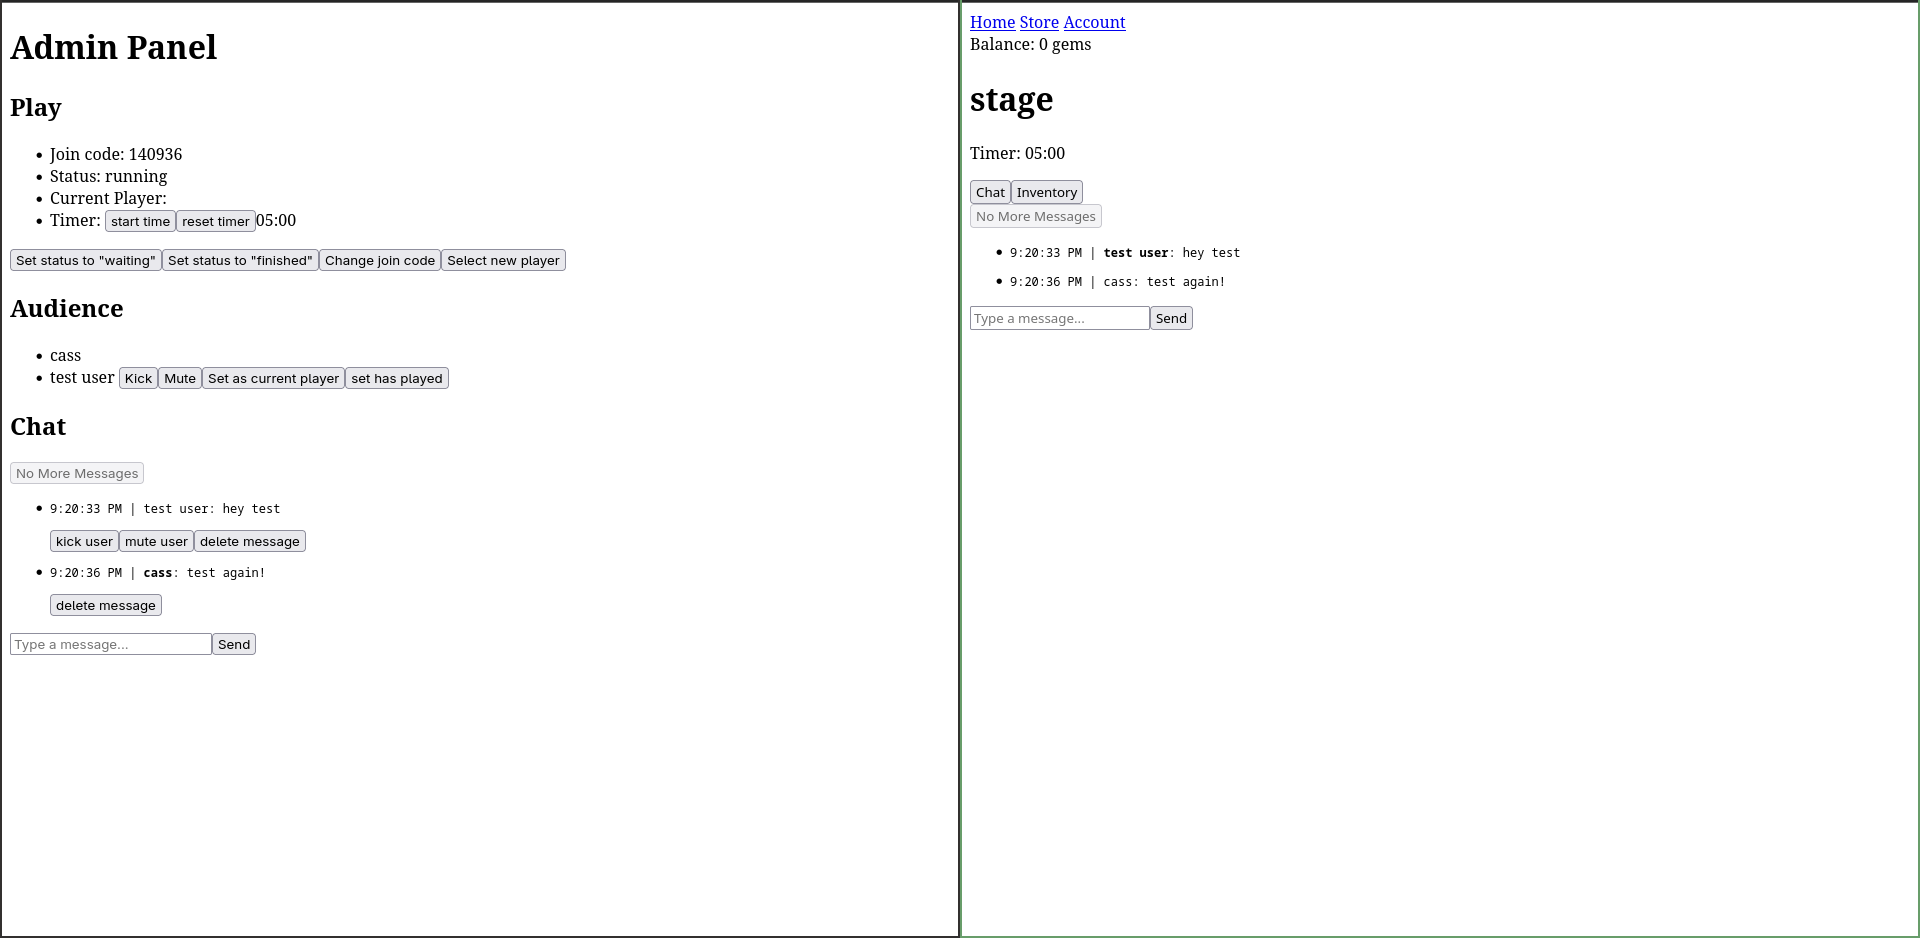 Admin Panel
Play
Join code: 140936
Status: running
Current Player:
Timer: start time reset timer 05:00
Set status to "waiting" Set status to "finished" Change join code Select new player
Audience
cass
test user Kick Mute Set as current player set has played
Chat
No More Messages
9:20:33 PM | test user: hey test
kick user mute user delete message
9:20:36 PM | cass: test again!
delete message
Type a message... Send
Home Store Account
Balance: 0 gems
stage
Timer: 05:00
Chat Inventory
No More Messages
9:20:33 PM | test user: hey test
9:20:36 PM | cass: test again!
Type a message... Send